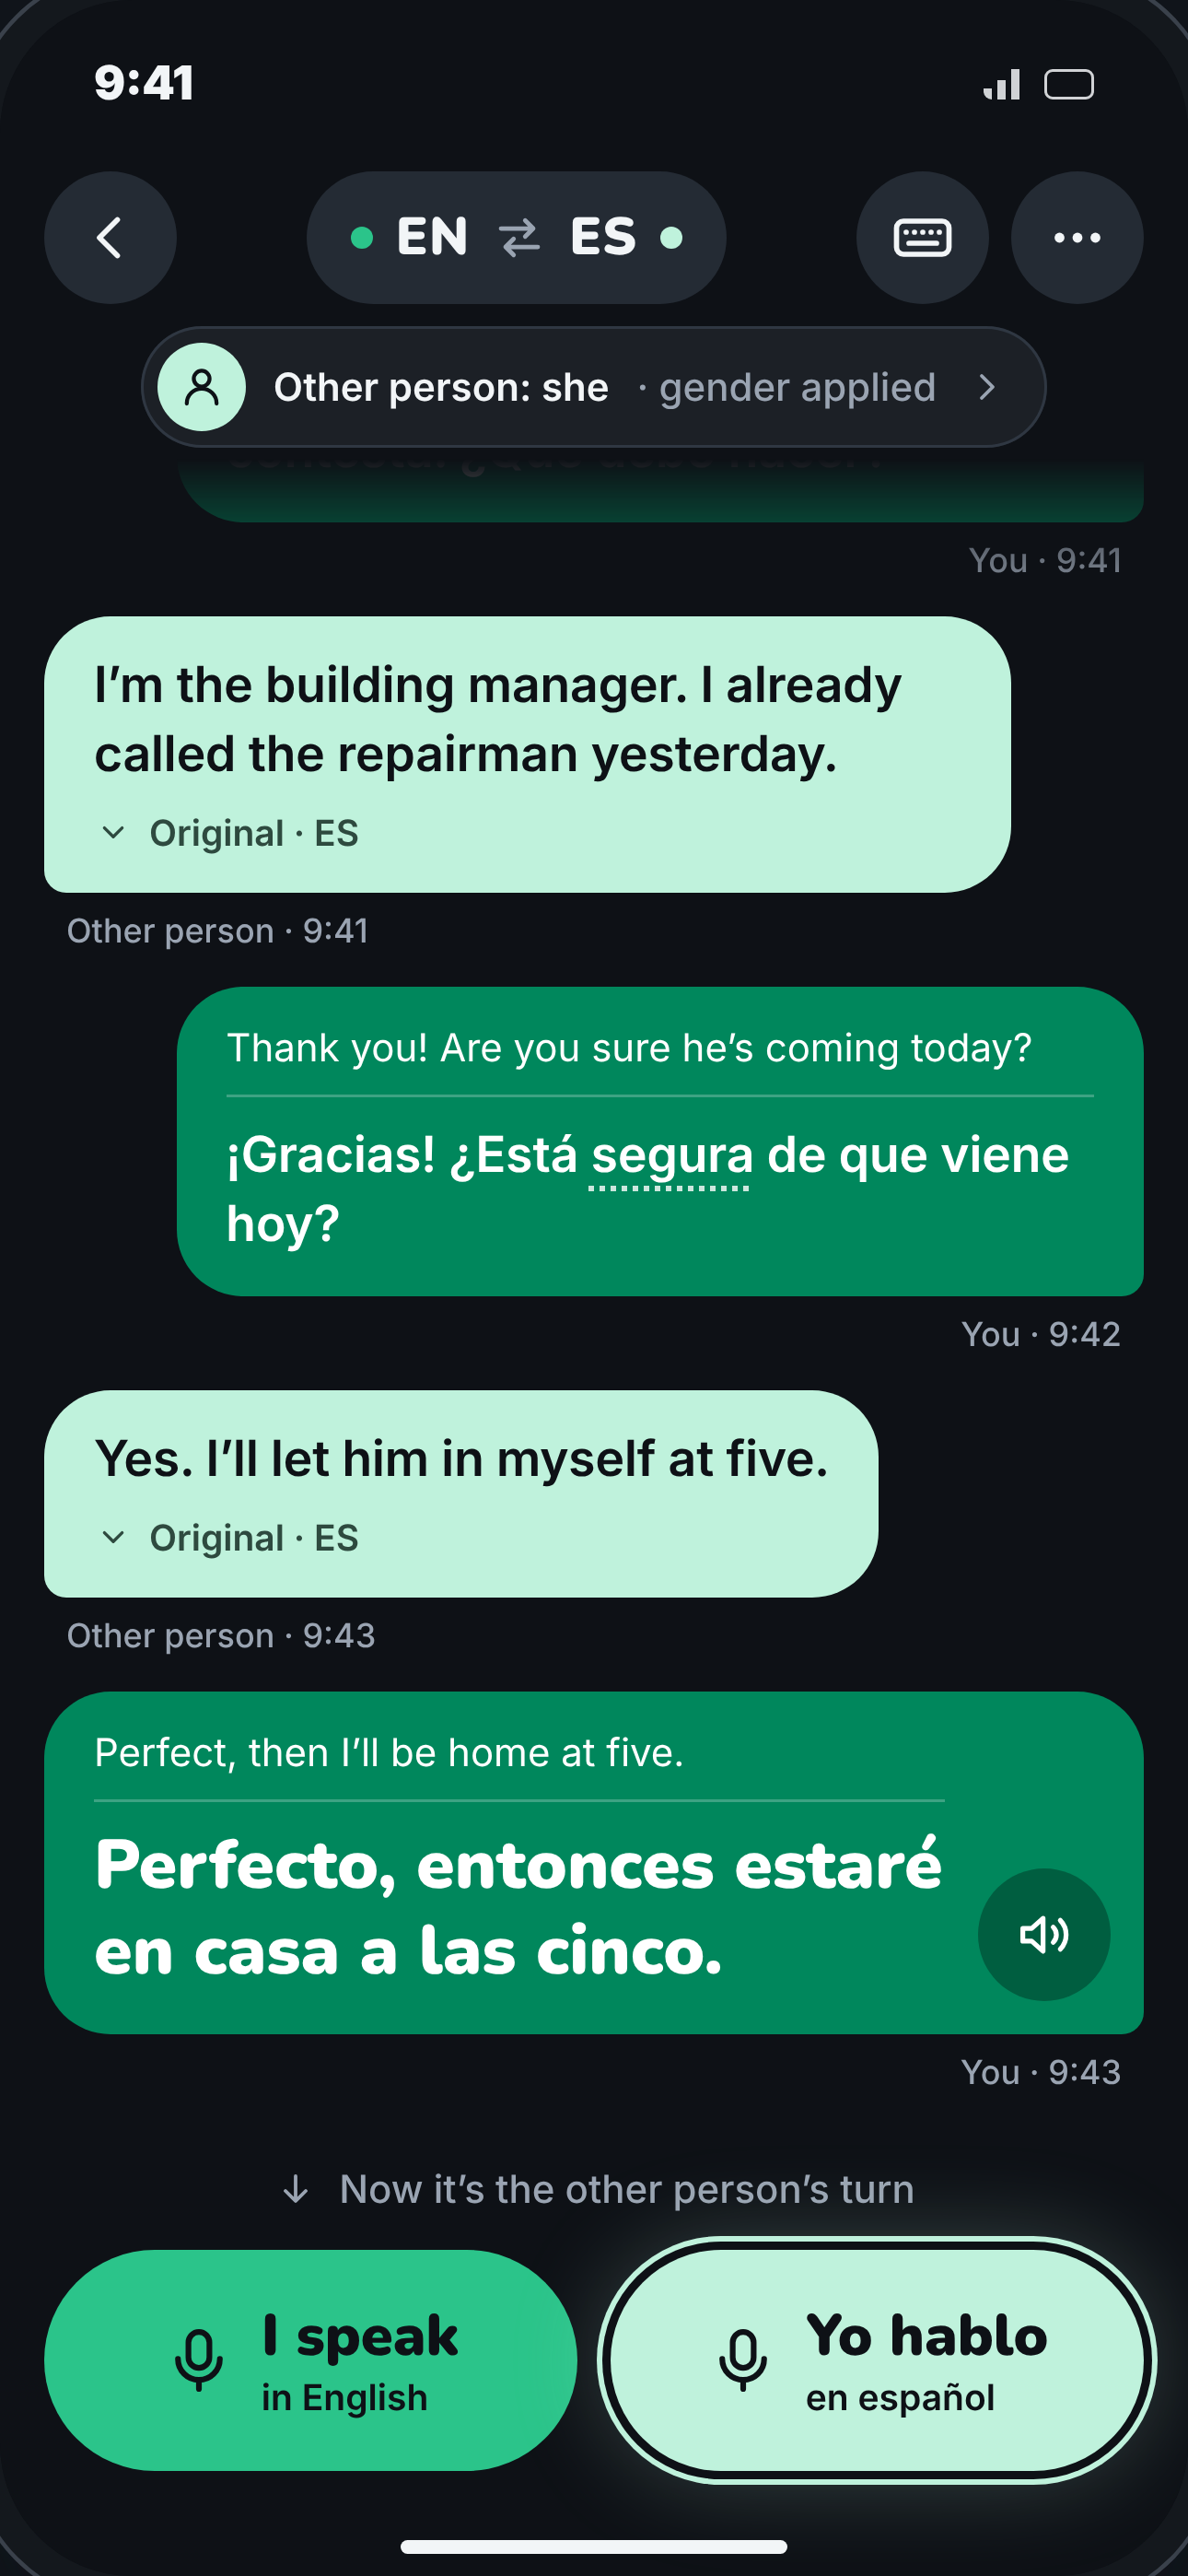 9:41
EN ES
Other person: she · gender applied
You · 9:41
I’m the building manager. I already
called the repairman yesterday.
Original · ES
Other person · 9:41
Thank you! Are you sure he’s coming today?
¡Gracias! ¿Está segura de que viene
hoy?
You · 9:42
Yes. I’ll let him in myself at five.
Original · ES
Other person · 9:43
Perfect, then I’ll be home at five.
Perfecto, entonces estaré
en casa a las cinco.
You · 9:43
Now it’s the other person’s turn
I speak
in English
Yo hablo
en español